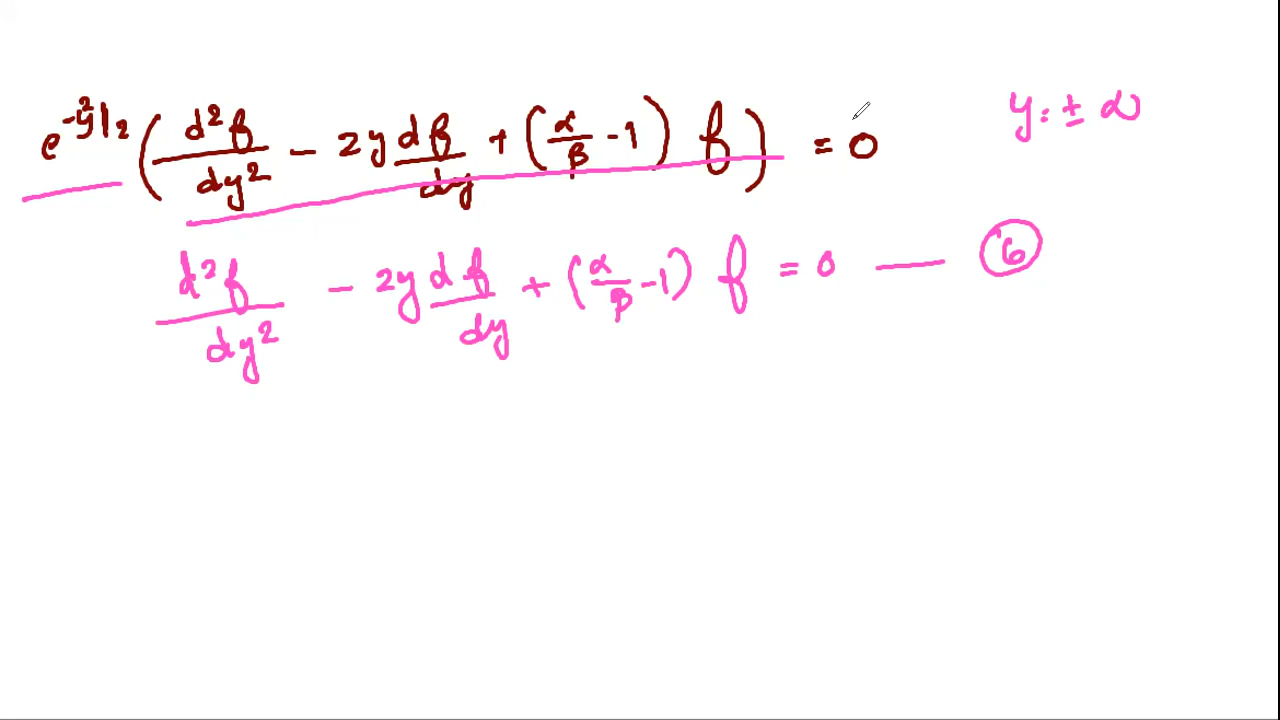 e^{-y²/2} ( d²f/dy² - 2y df/dy + (α/β - 1) f ) = 0    y = ± ∞
d²f/dy² - 2y df/dy + (α/β - 1) f = 0 — ⑥